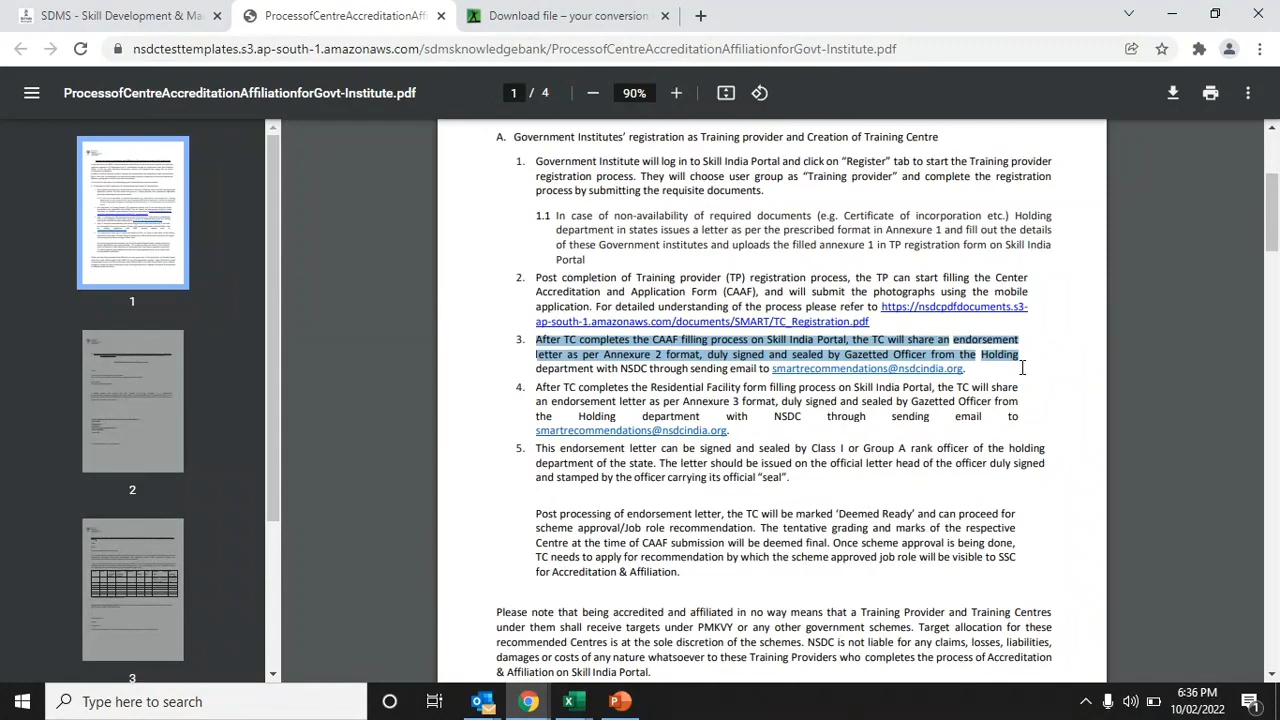 SDMS - Skill Development & Ma
ProcessofCentreAccreditationAffi
Download file – your conversion
nsdctesttemplates.s3.ap-south-1.amazonaws.com/sdmsknowledgebank/ProcessofCentreAccreditationAffiliationforGovt-Institute.pdf
ProcessofCentreAccreditationAffiliationforGovt-Institute.pdf
1 / 4
90%
A. Government Institutes' registration as Training provider and Creation of Training Centre
1. Government Institute will log in to Skill India Portal and click on "Register" tab to start the Training provider
registration process. They will choose user group as "Training provider" and complete the registration
process by submitting the requisite documents.
1.1 In case of non-availability of required documents (e.g. Certificate of incorporation etc.) Holding
department in states issues a letter as per the prescribed format in Annexure 1 and fill out the details
of these Government institutes and uploads the filled annexure 1 in TP registration form on Skill India
Portal
2. Post completion of Training provider (TP) registration process, the TP can start filling the Center
Accreditation and Application Form (CAAF), and will submit the photographs using the mobile
application. For detailed understanding of the process please refer to https://nsdcpdfdocuments.s3-
ap-south-1.amazonaws.com/documents/SMART/TC_Registration.pdf
3. After TC completes the CAAF filling process on Skill India Portal, the TC will share an endorsement
letter as per Annexure 2 format, duly signed and sealed by Gazetted Officer from the Holding
department with NSDC through sending email to smartrecommendations@nsdcindia.org.
4. After TC completes the Residential Facility form filling process on Skill India Portal, the TC will share
an endorsement letter as per Annexure 3 format, duly signed and sealed by Gazetted Officer from
the Holding department with NSDC through sending email to
smartrecommendations@nsdcindia.org.
5. This endorsement letter can be signed and sealed by Class I or Group A rank officer of the holding
department of the state. The letter should be issued on the official letter head of the officer duly signed
and stamped by the officer carrying its official "seal".
Post processing of endorsement letter, the TC will be marked 'Deemed Ready' and can proceed for
scheme approval/Job role recommendation. The tentative grading and marks of the respective
Centre at the time of CAAF submission will be deemed final. Once scheme approval is being done,
TC needs to apply for recommendation by which the scheme approved job role will be visible to SSC
for Accreditation & Affiliation.
Please note that being accredited and affiliated in no way means that a Training Provider and Training Centres
under them shall receive targets under PMKVY or any other government schemes. Target allocation for these
recommended Centres is at the sole discretion of the schemes. NSDC is not liable for any claims, losses, liabilities,
damages or costs of any nature whatsoever to these Training Providers who completes the process of Accreditation
& Affiliation on Skill India Portal.
1
2
3
Type here to search
6:36 PM
10/02/2022
1